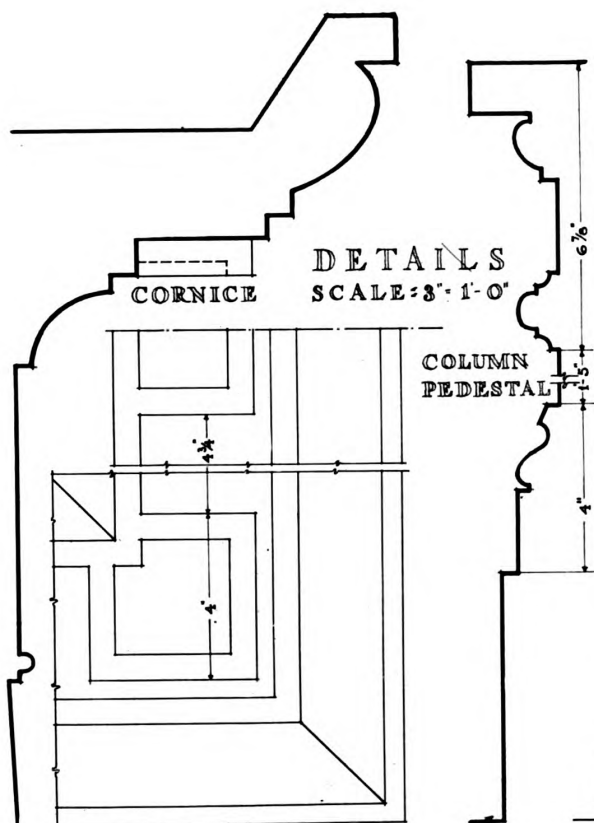 DETAILS
CORNICE
SCALE=3"=1'-0"
COLUMN
PEDESTAL
6⅞"
1'-5"
4"
4¾"
4"